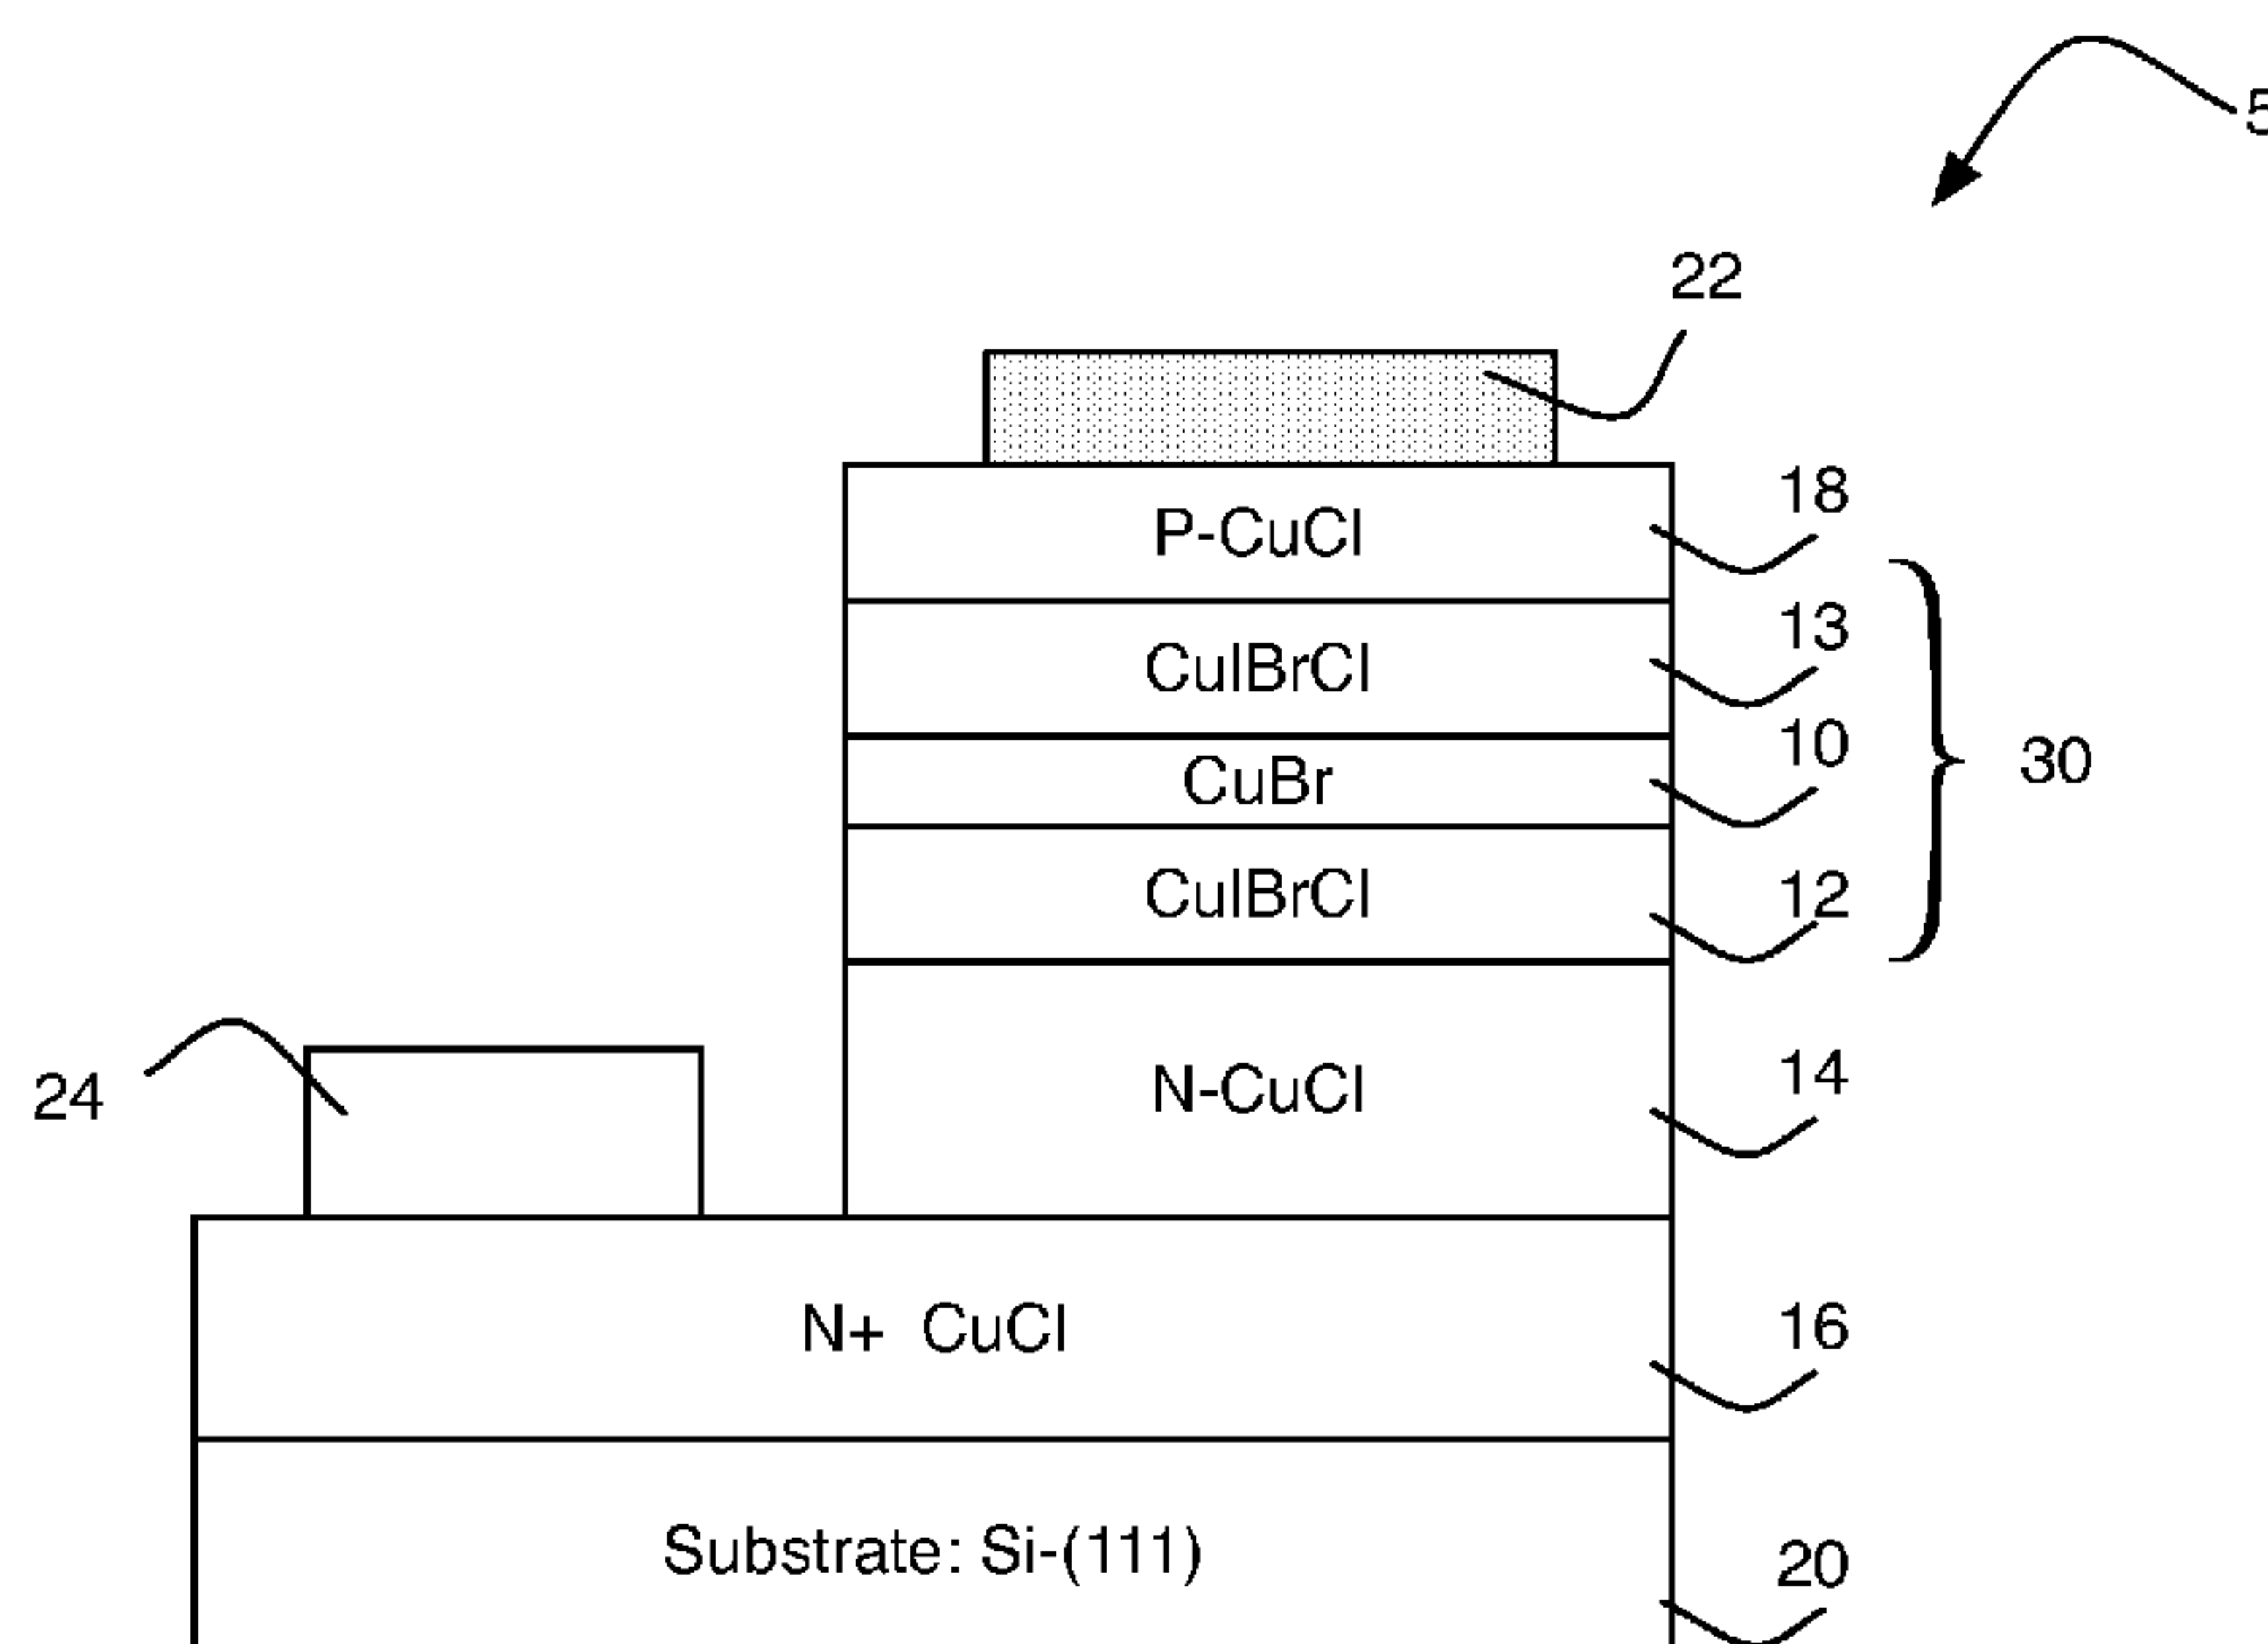 5
22
18
P-CuCl
13
CuIBrCl
10
CuBr
30
12
CuIBrCl
14
N-CuCl
24
16
N+ CuCl
Substrate: Si-(111)
20